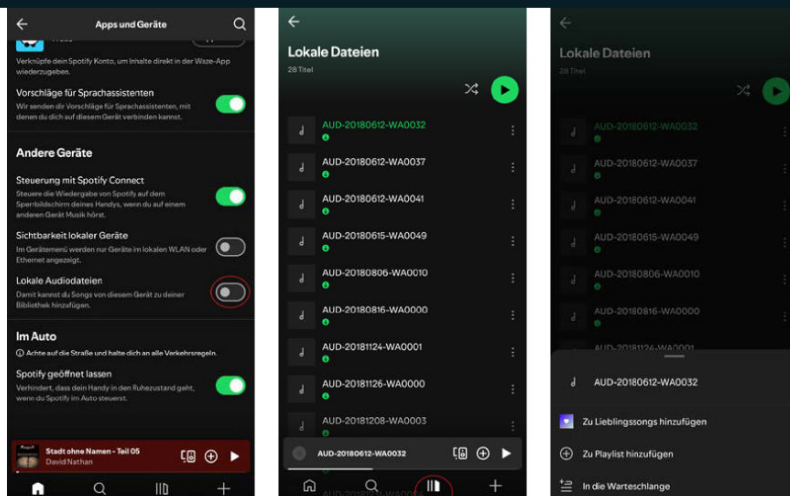 Apps und Geräte
Verknüpfe dein Spotify Konto, um Inhalte direkt in der Waze-App
wiederzugeben.
Vorschläge für Sprachassistenten
Wir senden dir Vorschläge für Sprachassistenten, mit
denen du dich auf diesem Gerät verbinden kannst.
Andere Geräte
Steuerung mit Spotify Connect
Steuere die Wiedergabe von Spotify auf dem
Sperrbildschirm deines Handys, wenn du auf einem
anderen Gerät Musik hörst.
Sichtbarkeit lokaler Geräte
Im Gerätemenü werden nur Geräte im lokalen WLAN oder
Ethernet angezeigt.
Lokale Audiodateien
Damit kannst du Songs von diesem Gerät zu deiner
Bibliothek hinzufügen.
Im Auto
Achte auf die Straße und halte dich an alle Verkehrsregeln.
Spotify geöffnet lassen
Verhindert, dass dein Handy in den Ruhezustand geht,
wenn du Spotify im Auto steuerst.
Stadt ohne Namen - Teil 05
David Nathan
Lokale Dateien
28 Titel
AUD-20180612-WA0032
AUD-20180612-WA0037
AUD-20180612-WA0041
AUD-20180615-WA0049
AUD-20180806-WA0010
AUD-20180816-WA0000
AUD-20181124-WA0001
AUD-20181126-WA0000
AUD-20181208-WA0003
AUD-20180612-WA0032
Lokale Dateien
28 Titel
AUD-20180612-WA0032
AUD-20180612-WA0037
AUD-20180612-WA0041
AUD-20180615-WA0049
AUD-20180806-WA0010
AUD-20180816-WA0000
AUD-20181124-WA0001
AUD-20180612-WA0032
Zu Lieblingssongs hinzufügen
Zu Playlist hinzufügen
In die Warteschlange